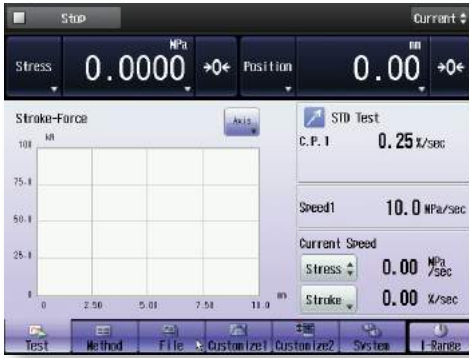 Stop
Current
Stress 0.0000 MPa →0← Position 0.00 mm →0←
Stroke-Force
Axis
kN
100
75.0
50.0
25.0
0
0 2.50 5.00 7.50 11.0 mm
STD Test
C.P.1 0.25 %/sec
Speed1 10.0 MPa/sec
Current Speed
Stress 0.00 MPa/sec
Stroke 0.00 %/sec
Test Method File Customize1 Customize2 System I-Range